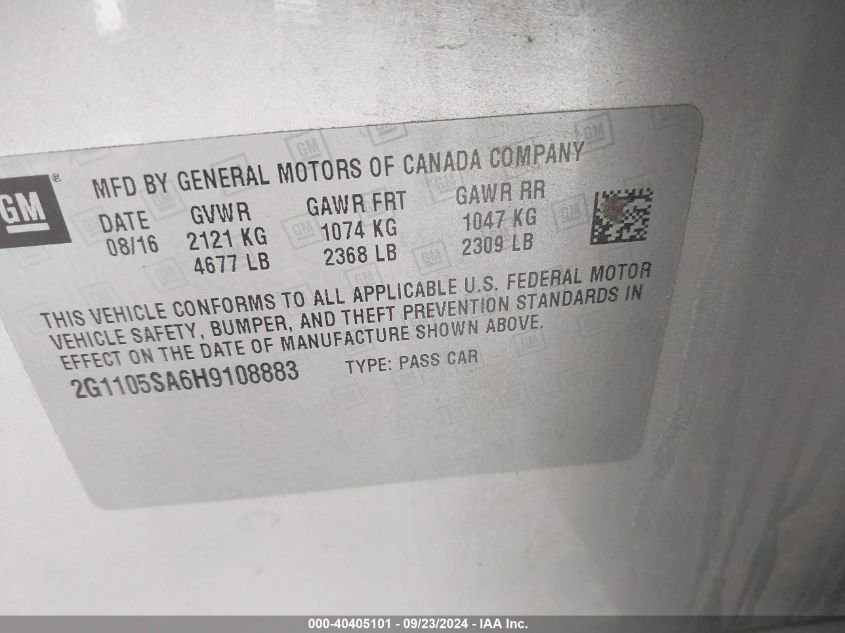 GM®
MFD BY GENERAL MOTORS OF CANADA COMPANY
DATE GVWR GAWR FRT GAWR RR
08/16 2121 KG 1074 KG 1047 KG
4677 LB 2368 LB 2309 LB
THIS VEHICLE CONFORMS TO ALL APPLICABLE U.S. FEDERAL MOTOR
VEHICLE SAFETY, BUMPER, AND THEFT PREVENTION STANDARDS IN
EFFECT ON THE DATE OF MANUFACTURE SHOWN ABOVE.
2G1105SA6H9108883 TYPE: PASS CAR
000-40405101 - 09/23/2024 - IAA Inc.